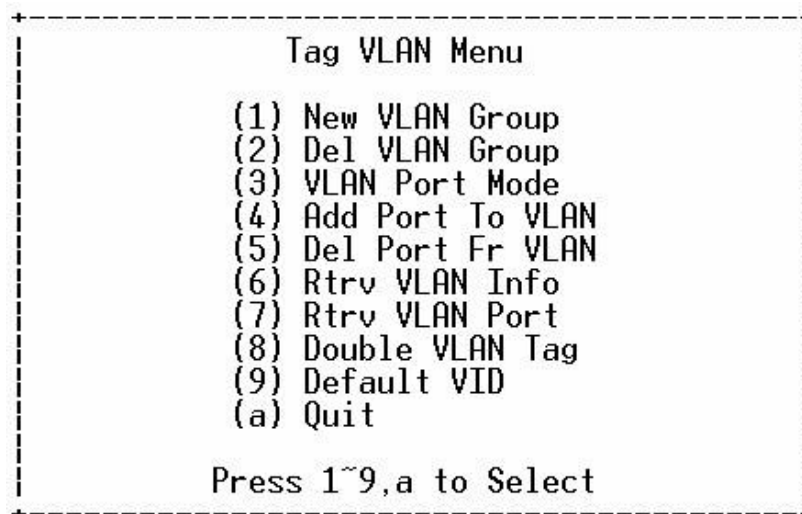 Tag VLAN Menu
(1) New VLAN Group
(2) Del VLAN Group
(3) VLAN Port Mode
(4) Add Port To VLAN
(5) Del Port Fr VLAN
(6) Rtrv VLAN Info
(7) Rtrv VLAN Port
(8) Double VLAN Tag
(9) Default VID
(a) Quit
Press 1~9,a to Select